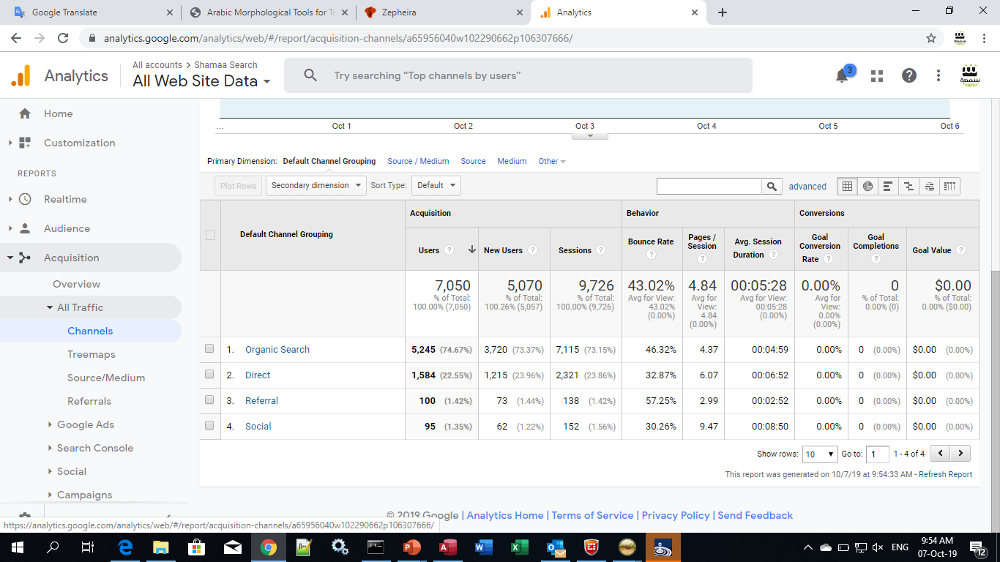 Google Translate
Arabic Morphological Tools for Te
Zepheira
Analytics
analytics.google.com/analytics/web/#/report/acquisition-channels/a65956040w102290662p106307666/
Analytics
All accounts > Shamaa Search
All Web Site Data
Try searching “Top channels by users”
3
شمعة
Home
Customization
REPORTS
Realtime
Audience
Acquisition
Overview
All Traffic
Channels
Treemaps
Source/Medium
Referrals
Google Ads
Search Console
Social
Campaigns
... Oct 1 Oct 2 Oct 3 Oct 4 Oct 5 Oct 6
Primary Dimension: Default Channel Grouping Source / Medium Source Medium Other
Plot Rows Secondary dimension Sort Type: Default advanced
Default Channel Grouping
Acquisition Behavior Conversions
Users ? New Users ? Sessions ? Bounce Rate ? Pages / Session ? Avg. Session Duration ? Goal Conversion Rate ? Goal Completions ? Goal Value ?
7,050 5,070 9,726 43.02% 4.84 00:05:28 0.00% 0 $0.00
% of Total: 100.00% (7,050) % of Total: 100.26% (5,057) % of Total: 100.00% (9,726) Avg for View: 43.02% (0.00%) Avg for View: 4.84 (0.00%) Avg for View: 00:05:28 (0.00%) Avg for View: 0.00% (0.00%) % of Total: 0.00% (0) % of Total: 0.00% ($0.00)
1. Organic Search 5,245 (74.67%) 3,720 (73.37%) 7,115 (73.15%) 46.32% 4.37 00:04:59 0.00% 0 (0.00%) $0.00 (0.00%)
2. Direct 1,584 (22.55%) 1,215 (23.96%) 2,321 (23.86%) 32.87% 6.07 00:06:52 0.00% 0 (0.00%) $0.00 (0.00%)
3. Referral 100 (1.42%) 73 (1.44%) 138 (1.42%) 57.25% 2.99 00:02:52 0.00% 0 (0.00%) $0.00 (0.00%)
4. Social 95 (1.35%) 62 (1.22%) 152 (1.56%) 30.26% 9.47 00:08:50 0.00% 0 (0.00%) $0.00 (0.00%)
Show rows: 10 Go to: 1 1 - 4 of 4
This report was generated on 10/7/19 at 9:54:33 AM - Refresh Report
© 2019 Google | Analytics Home | Terms of Service | Privacy Policy | Send Feedback
https://analytics.google.com/analytics/web/#/report/acquisition-channels/a65956040w102290662p106307666/
ENG
9:54 AM
07-Oct-19
12